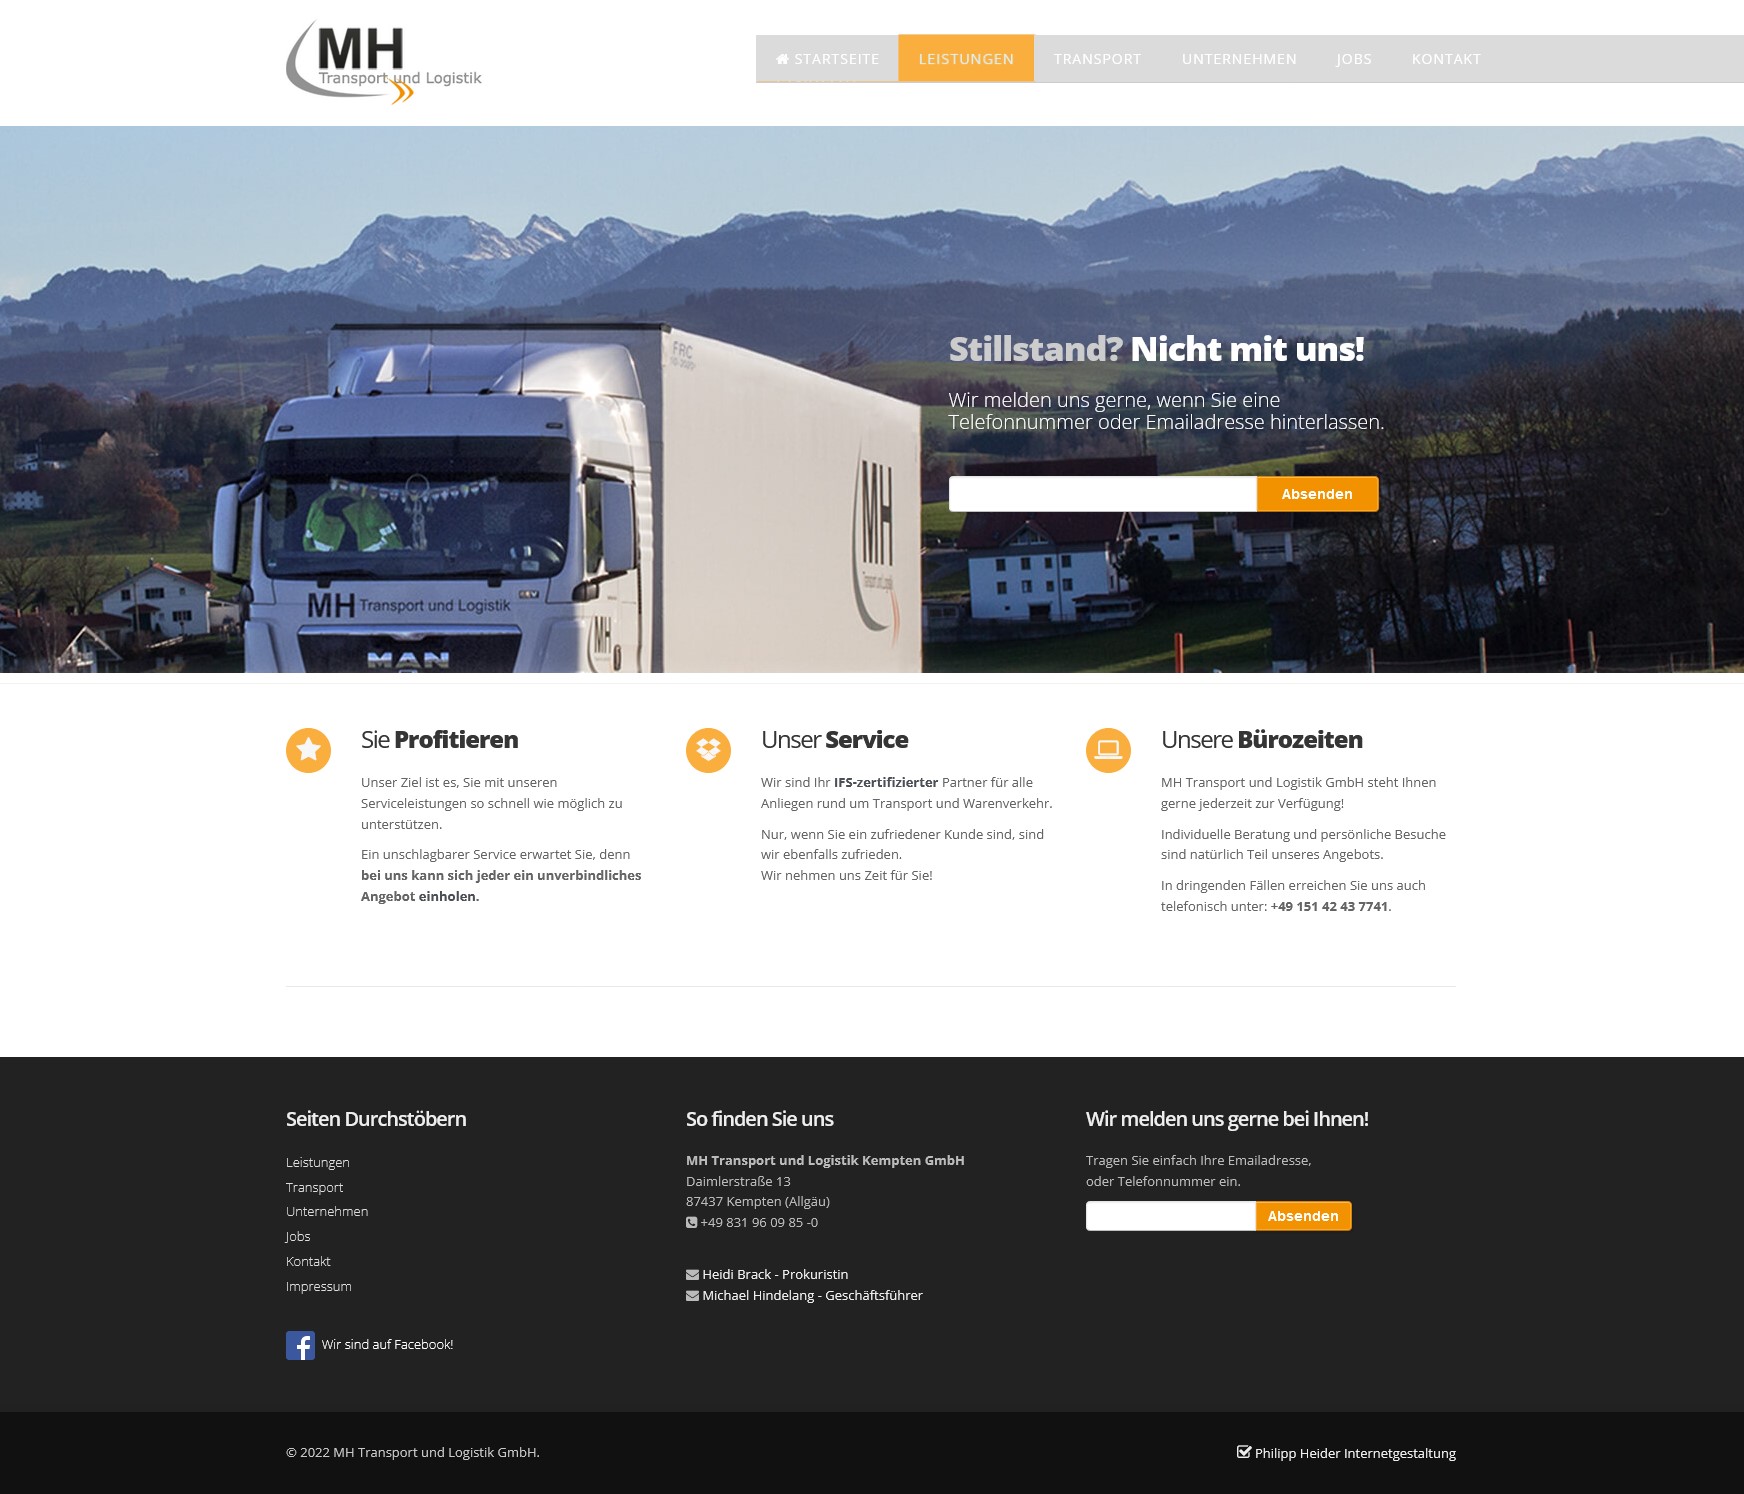 MH
Transport und Logistik
STARTSEITE LEISTUNGEN TRANSPORT UNTERNEHMEN JOBS KONTAKT
FRC
Stillstand? Nicht mit uns!
Wir melden uns gerne, wenn Sie eine
Telefonnummer oder Emailadresse hinterlassen.
Absenden
MH
Transport und Logistik
MH Transport und Logistik
MH
MAN
Sie Profitieren
Unser Ziel ist es, Sie mit unseren
Serviceleistungen so schnell wie möglich zu
unterstützen.
Ein unschlagbarer Service erwartet Sie, denn
bei uns kann sich jeder ein unverbindliches
Angebot einholen.
Unser Service
Wir sind Ihr IFS-zertifizierter Partner für alle
Anliegen rund um Transport und Warenverkehr.
Nur, wenn Sie ein zufriedener Kunde sind, sind
wir ebenfalls zufrieden.
Wir nehmen uns Zeit für Sie!
Unsere Bürozeiten
MH Transport und Logistik GmbH steht Ihnen
gerne jederzeit zur Verfügung!
Individuelle Beratung und persönliche Besuche
sind natürlich Teil unseres Angebots.
In dringenden Fällen erreichen Sie uns auch
telefonisch unter: +49 151 42 43 7741.
Seiten Durchstöbern
Leistungen
Transport
Unternehmen
Jobs
Kontakt
Impressum
Wir sind auf Facebook!
So finden Sie uns
MH Transport und Logistik Kempten GmbH
Daimlerstraße 13
87437 Kempten (Allgäu)
+49 831 96 09 85 -0
Heidi Brack - Prokuristin
Michael Hindelang - Geschäftsführer
Wir melden uns gerne bei Ihnen!
Tragen Sie einfach Ihre Emailadresse,
oder Telefonnummer ein.
Absenden
© 2022 MH Transport und Logistik GmbH.
Philipp Heider Internetgestaltung